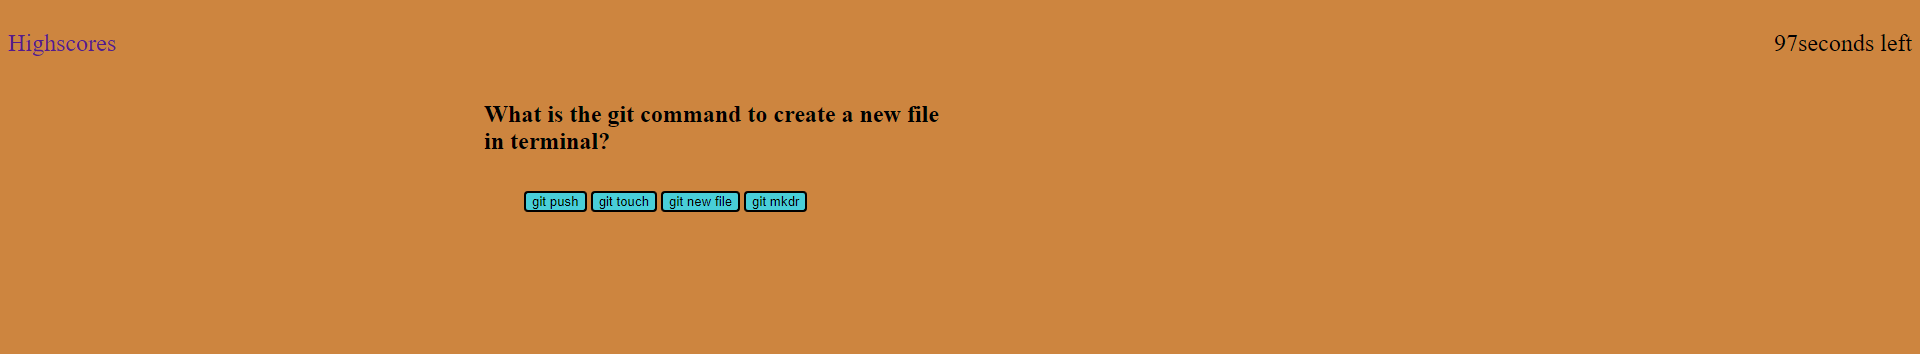 Highscores
97seconds left
What is the git command to create a new file
in terminal?
git push git touch git new file git mkdr